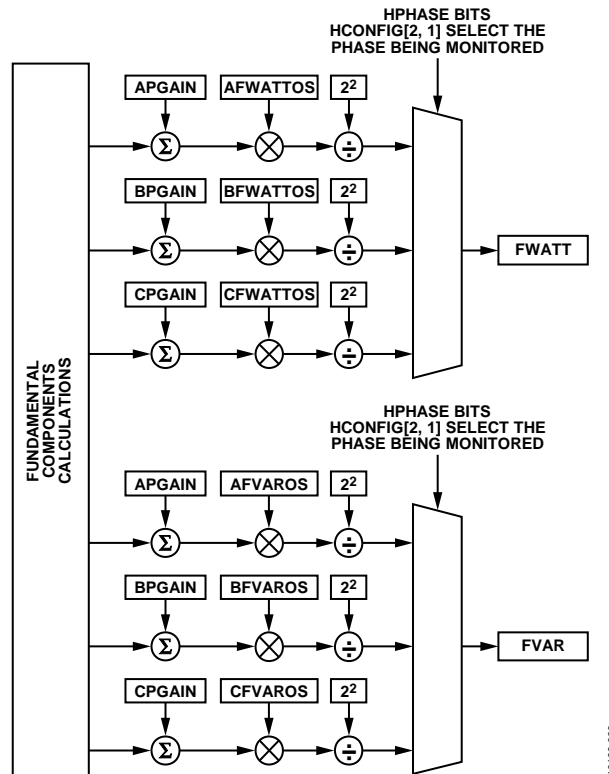 HPHASE BITS
HCONFIG[2, 1] SELECT THE
PHASE BEING MONITORED
APGAIN AFWATTOS 2²
Σ × ÷
BPGAIN BFWATTOS 2²
Σ × ÷
FWATT
CPGAIN CFWATTOS 2²
Σ × ÷
FUNDAMENTAL
COMPONENTS
CALCULATIONS
HPHASE BITS
HCONFIG[2, 1] SELECT THE
PHASE BEING MONITORED
APGAIN AFVAROS 2²
Σ × ÷
BPGAIN BFVAROS 2²
Σ × ÷
FVAR
CPGAIN CFVAROS 2²
Σ × ÷